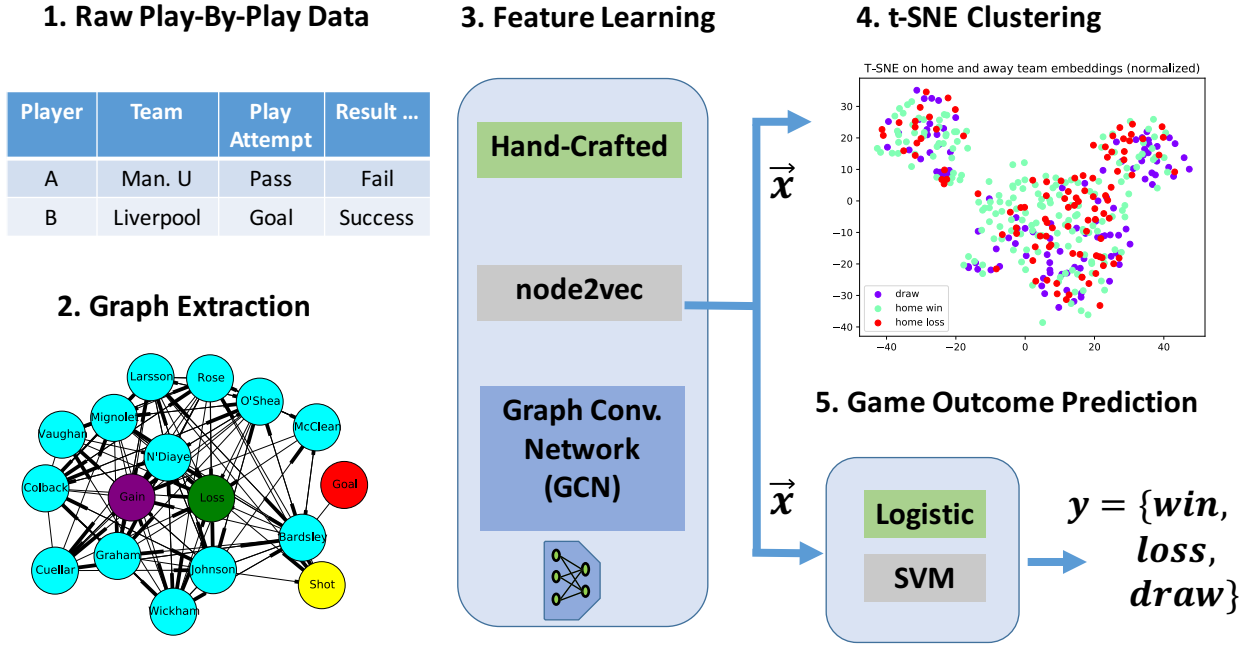 1. Raw Play-By-Play Data
Player Team Play Attempt Result ...
A Man. U Pass Fail
B Liverpool Goal Success
2. Graph Extraction
Larsson
Rose
O'Shea
Mignolet
McClean
Vaughan
N'Diaye
Colback
Gain
Loss
Goal
Bardsley
Graham
Cuellar
Johnson
Shot
Wickham
3. Feature Learning
Hand-Crafted
node2vec
Graph Conv.
Network
(GCN)
4. t-SNE Clustering
T-SNE on home and away team embeddings (normalized)
30
20
10
0
−10
−20
−30
−40
draw
home win
home loss
−40 −20 0 20 40
x
5. Game Outcome Prediction
x
Logistic
SVM
y = {win,
loss,
draw}